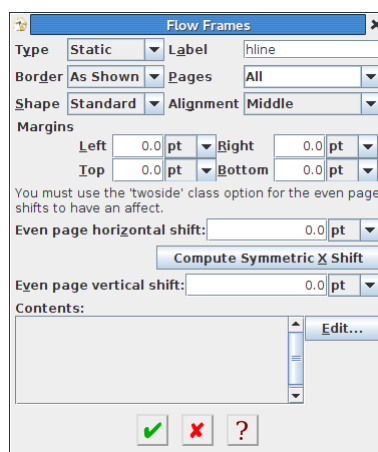 Flow Frames
Type Static Label hline
Border As Shown Pages All
Shape Standard Alignment Middle
Margins
Left 0.0 pt Right 0.0 pt
Top 0.0 pt Bottom 0.0 pt
You must use the 'twoside' class option for the even page
shifts to have an affect.
Even page horizontal shift: 0.0 pt
Compute Symmetric X Shift
Even page vertical shift: 0.0 pt
Contents:
Edit...
?